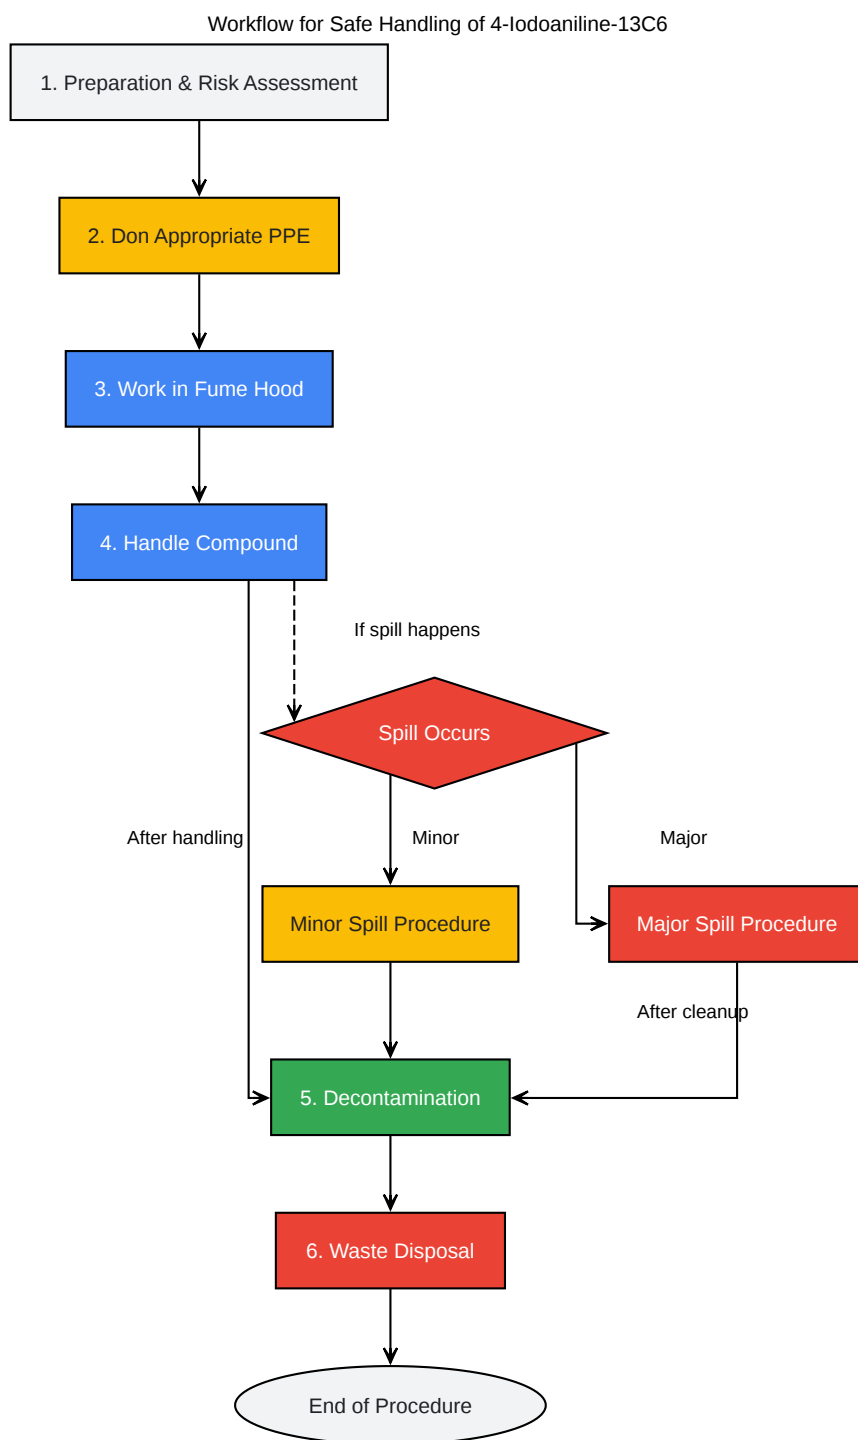 Workflow for Safe Handling of 4-Iodoaniline-13C6
1. Preparation & Risk Assessment
2. Don Appropriate PPE
3. Work in Fume Hood
4. Handle Compound
If spill happens
Spill Occurs
After handling
Minor
Major
Minor Spill Procedure
Major Spill Procedure
After cleanup
5. Decontamination
6. Waste Disposal
End of Procedure